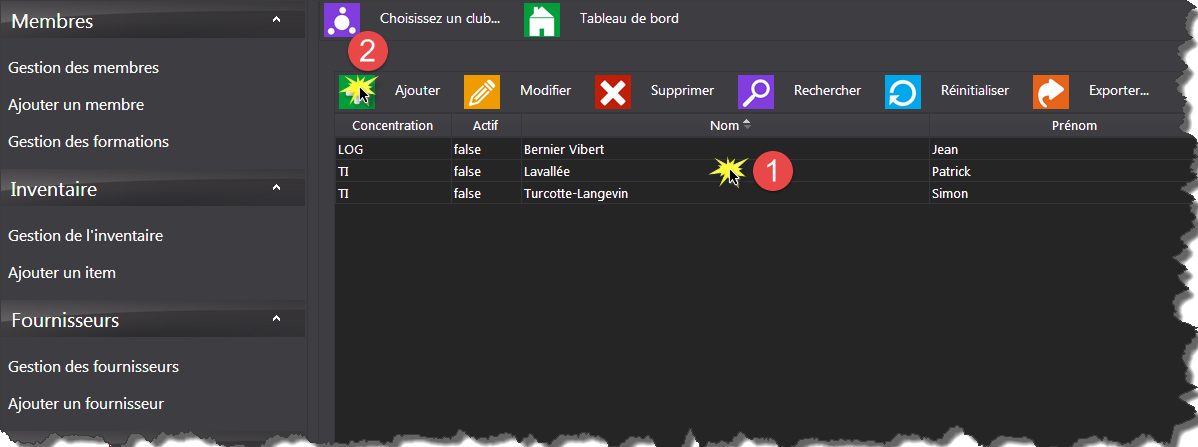 Membres
Gestion des membres
Ajouter un membre
Gestion des formations
Inventaire
Gestion de l'inventaire
Ajouter un item
Fournisseurs
Gestion des fournisseurs
Ajouter un fournisseur
Choisissez un club... Tableau de bord
2
Ajouter Modifier Supprimer Rechercher Réinitialiser Exporter...
Concentration Actif Nom Prénom
LOG false Bernier Vibert Jean
TI false Lavallée Patrick
1
TI false Turcotte-Langevin Simon